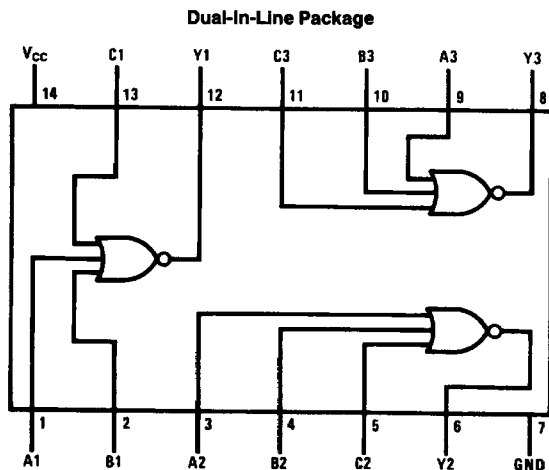 Dual-In-Line Package
VCC C1 Y1 C3 B3 A3 Y3
14 13 12 11 10 9 8
1 2 3 4 5 6 7
A1 B1 A2 B2 C2 Y2 GND